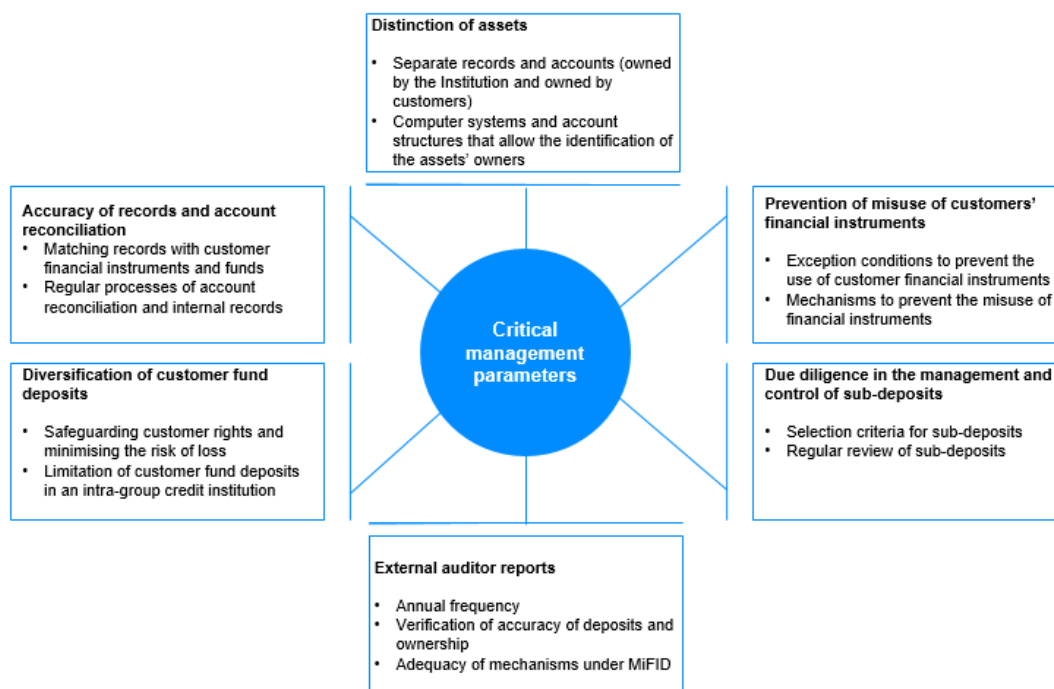 Distinction of assets
• Separate records and accounts (owned
by the Institution and owned by
customers)
• Computer systems and account
structures that allow the identification of
the assets’ owners
Accuracy of records and account
reconciliation
• Matching records with customer
financial instruments and funds
• Regular processes of account
reconciliation and internal records
Prevention of misuse of customers’
financial instruments
• Exception conditions to prevent the
use of customer financial instruments
• Mechanisms to prevent the misuse of
financial instruments
Critical
management
parameters
Diversification of customer fund
deposits
• Safeguarding customer rights and
minimising the risk of loss
• Limitation of customer fund deposits
in an intra-group credit institution
Due diligence in the management and
control of sub-deposits
• Selection criteria for sub-deposits
• Regular review of sub-deposits
External auditor reports
• Annual frequency
• Verification of accuracy of deposits and
ownership
• Adequacy of mechanisms under MiFID